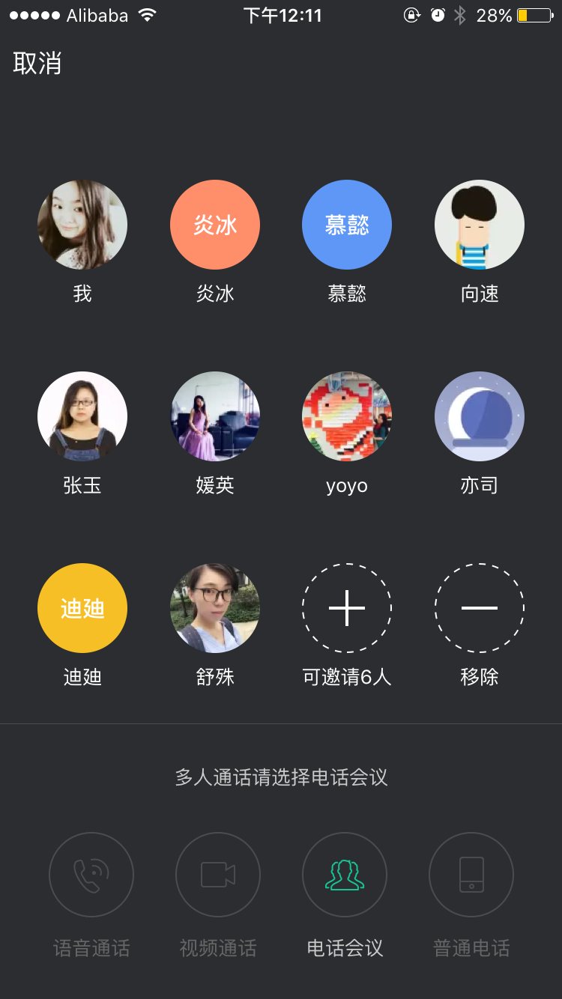 Alibaba 下午12:11 28%
取消
炎冰 慕懿
我 炎冰 慕懿 向速
张玉 媛英 yoyo 亦司
迪廸
迪廸 舒殊 可邀请6人 移除
多人通话请选择电话会议
语音通话 视频通话 电话会议 普通电话